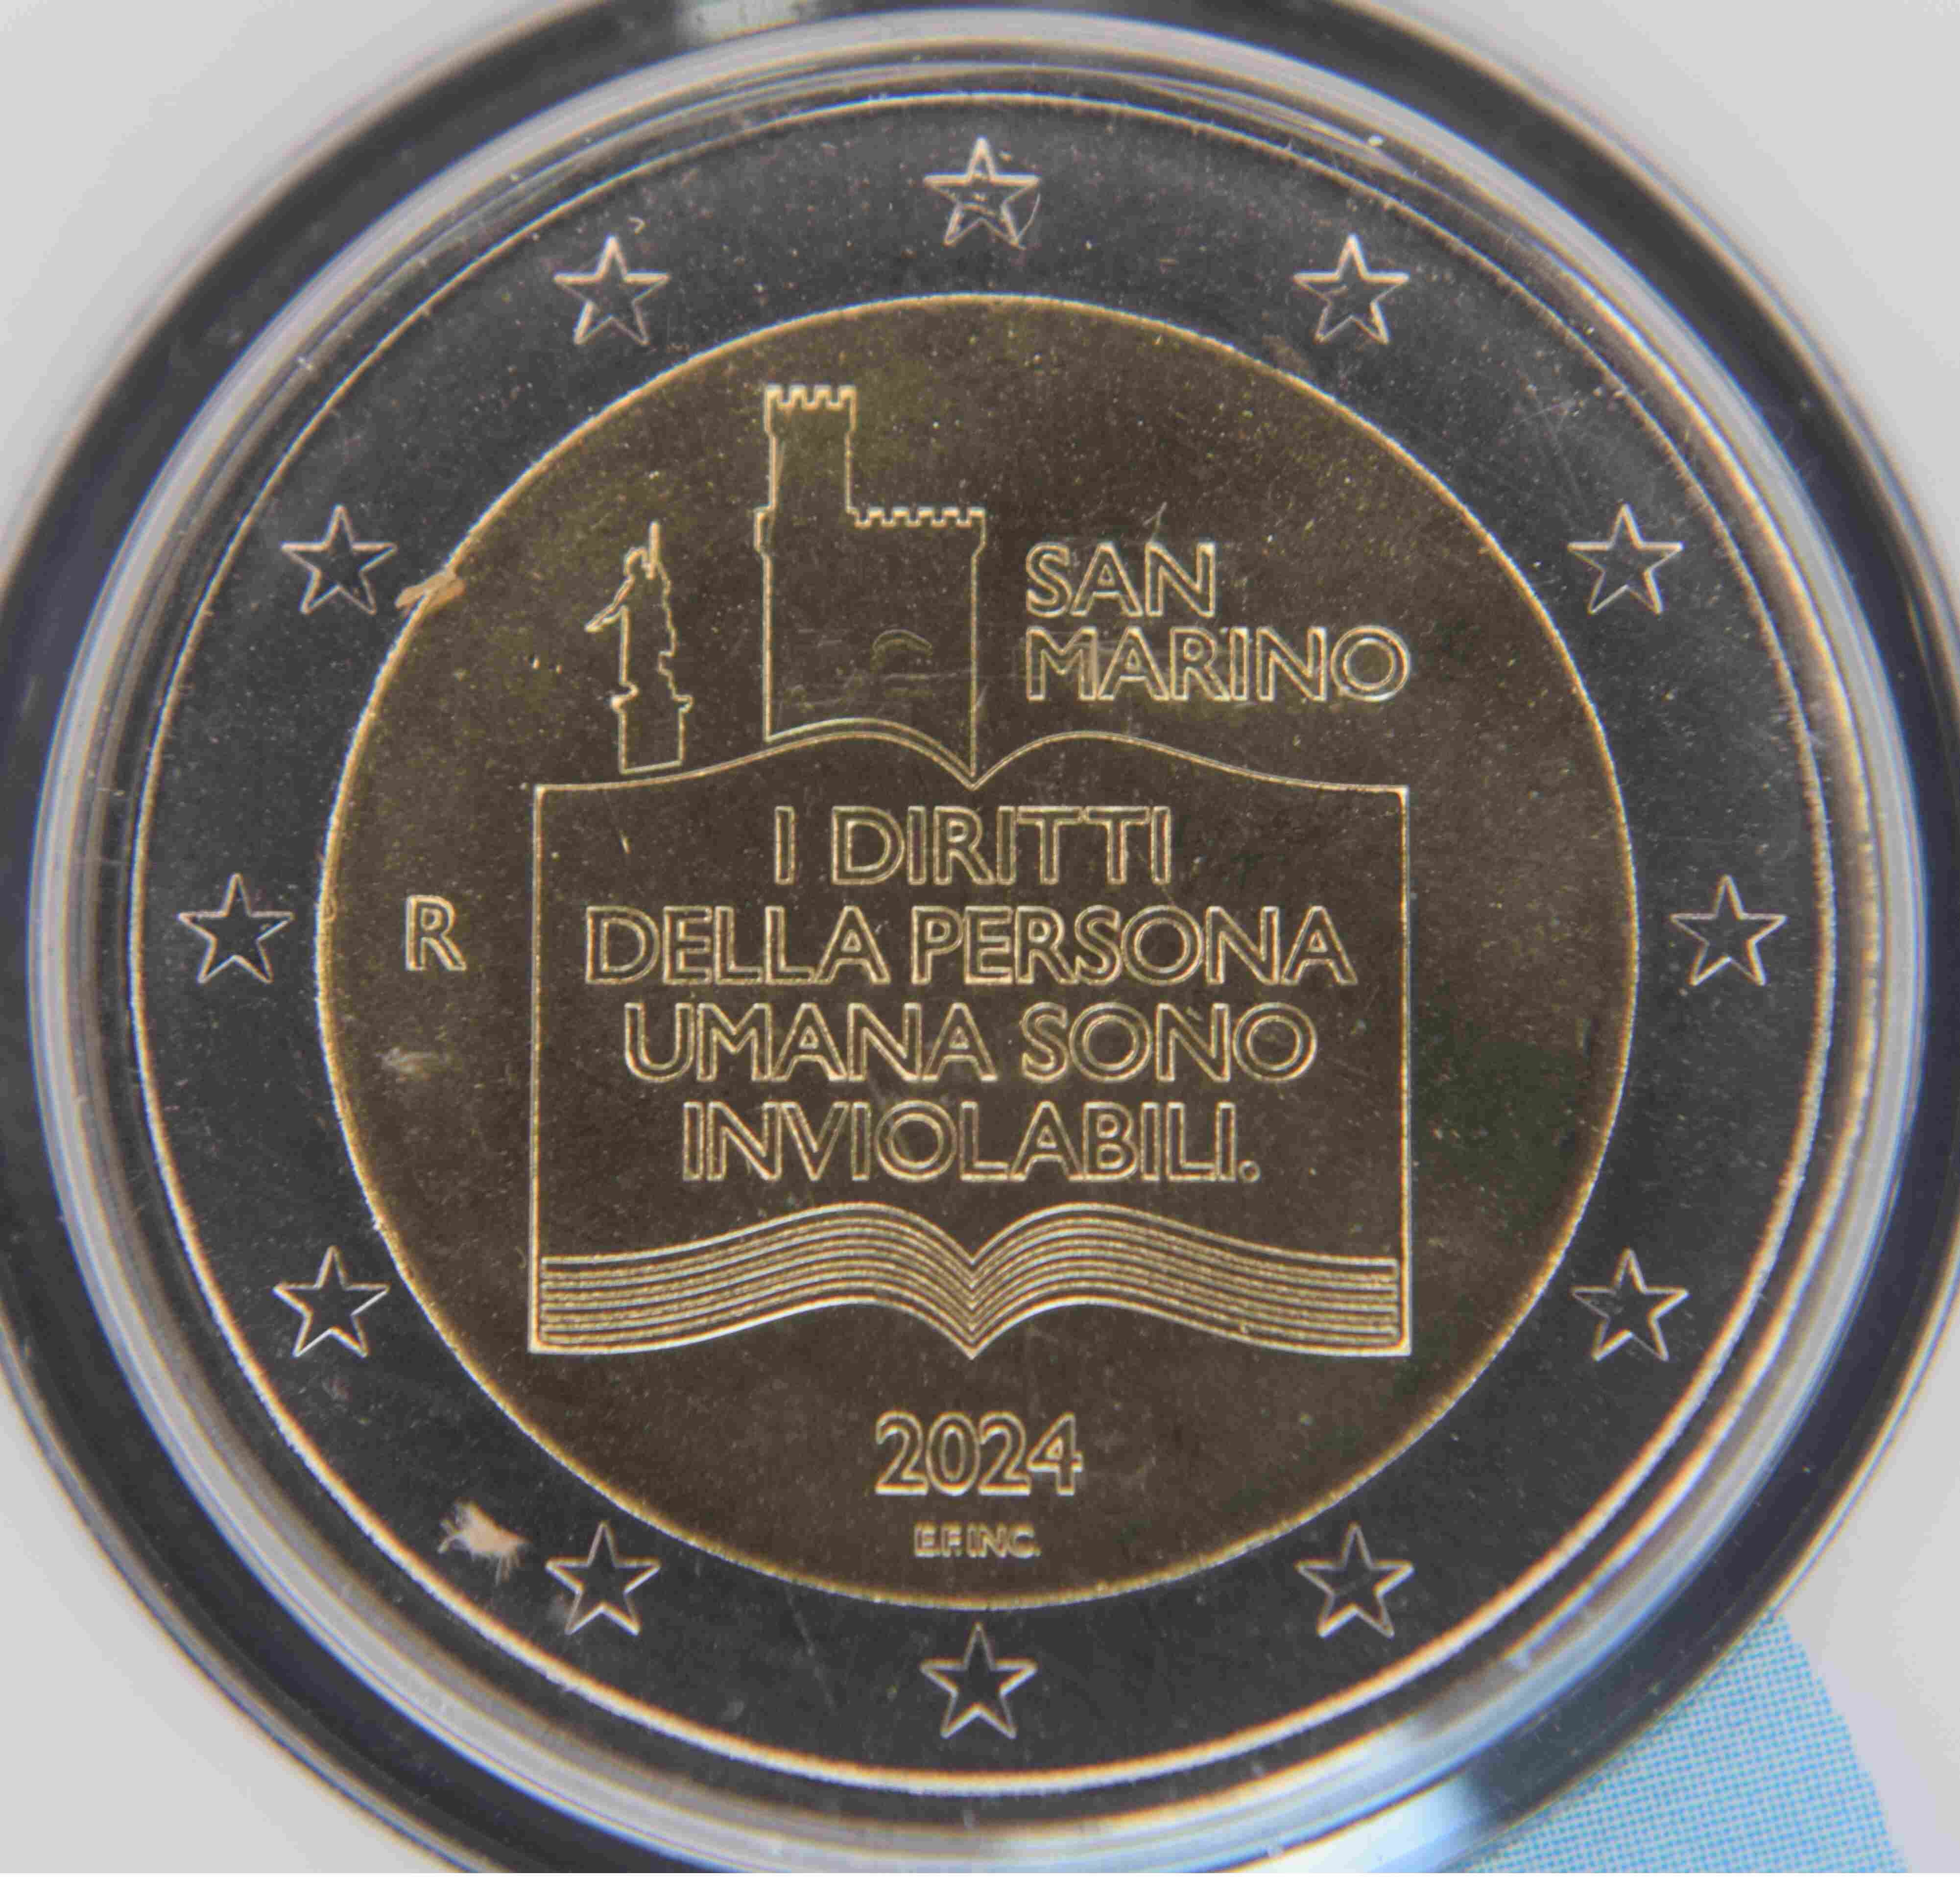 SAN
MARINO
I DIRITTI
DELLA PERSONA
UMANA SONO
INVIOLABILI.
R
2024
E.F. INC.